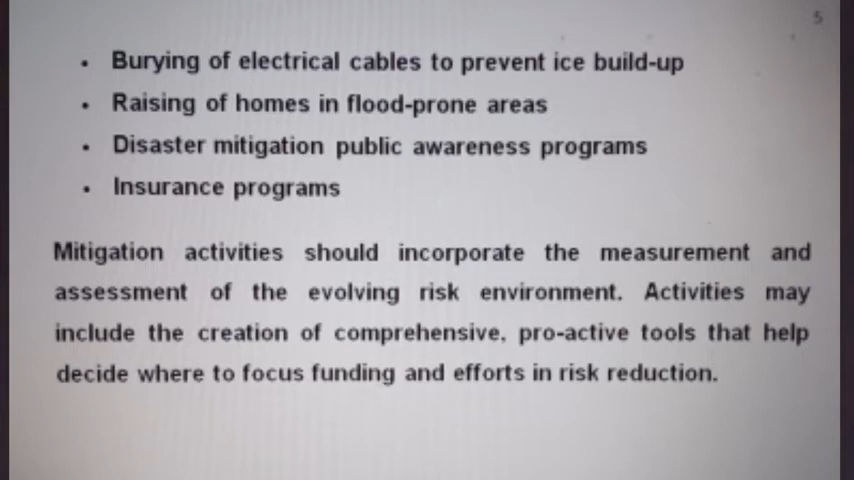 5
• Burying of electrical cables to prevent ice build-up
• Raising of homes in flood-prone areas
• Disaster mitigation public awareness programs
• Insurance programs
Mitigation activities should incorporate the measurement and
assessment of the evolving risk environment. Activities may
include the creation of comprehensive, pro-active tools that help
decide where to focus funding and efforts in risk reduction.